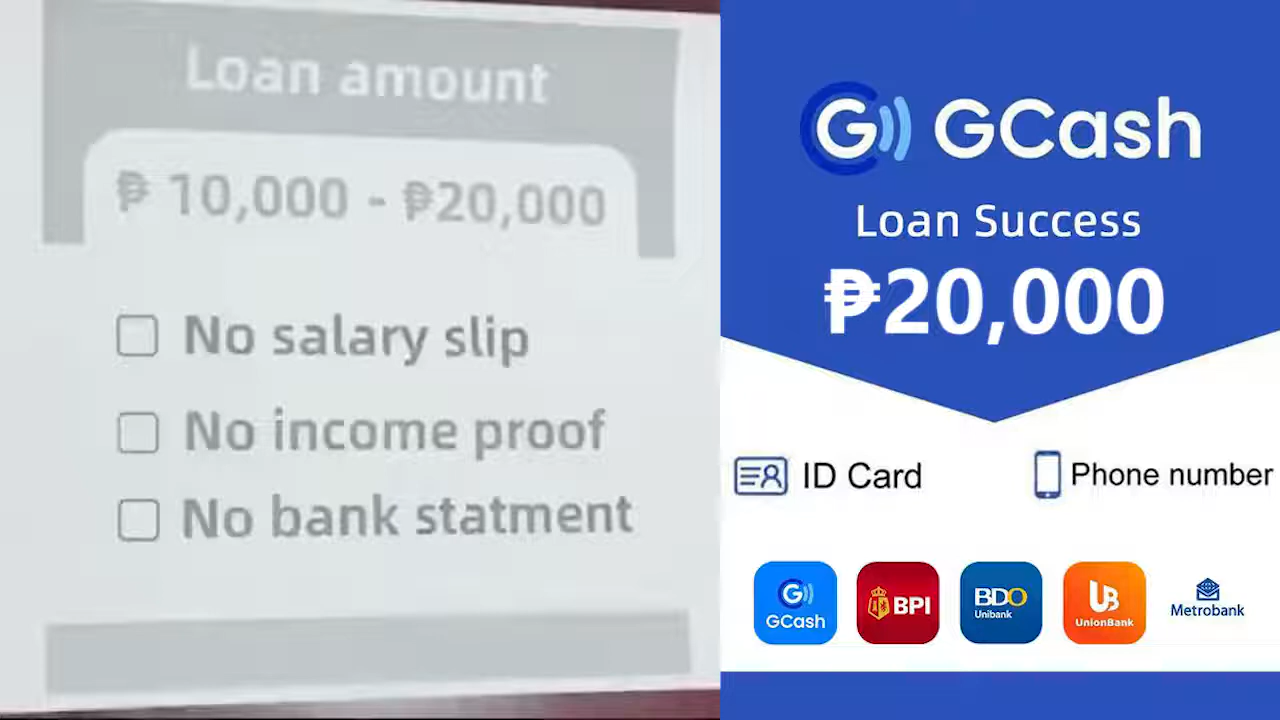 Loan amount
₱ 10,000 - ₱20,000
No salary slip
No income proof
No bank statment
G GCash
Loan Success
₱20,000
ID Card
Phone number
G
GCash
BPI
BDO
Unibank
UB
UnionBank
Metrobank